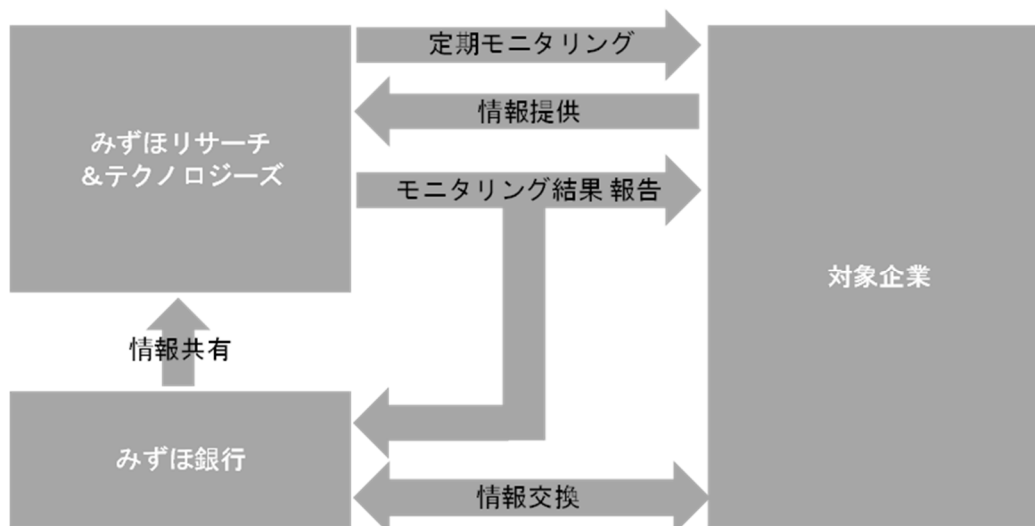 定期モニタリング
情報提供
みずほリサーチ
&テクノロジーズ
モニタリング結果 報告
対象企業
情報共有
みずほ銀行
情報交換